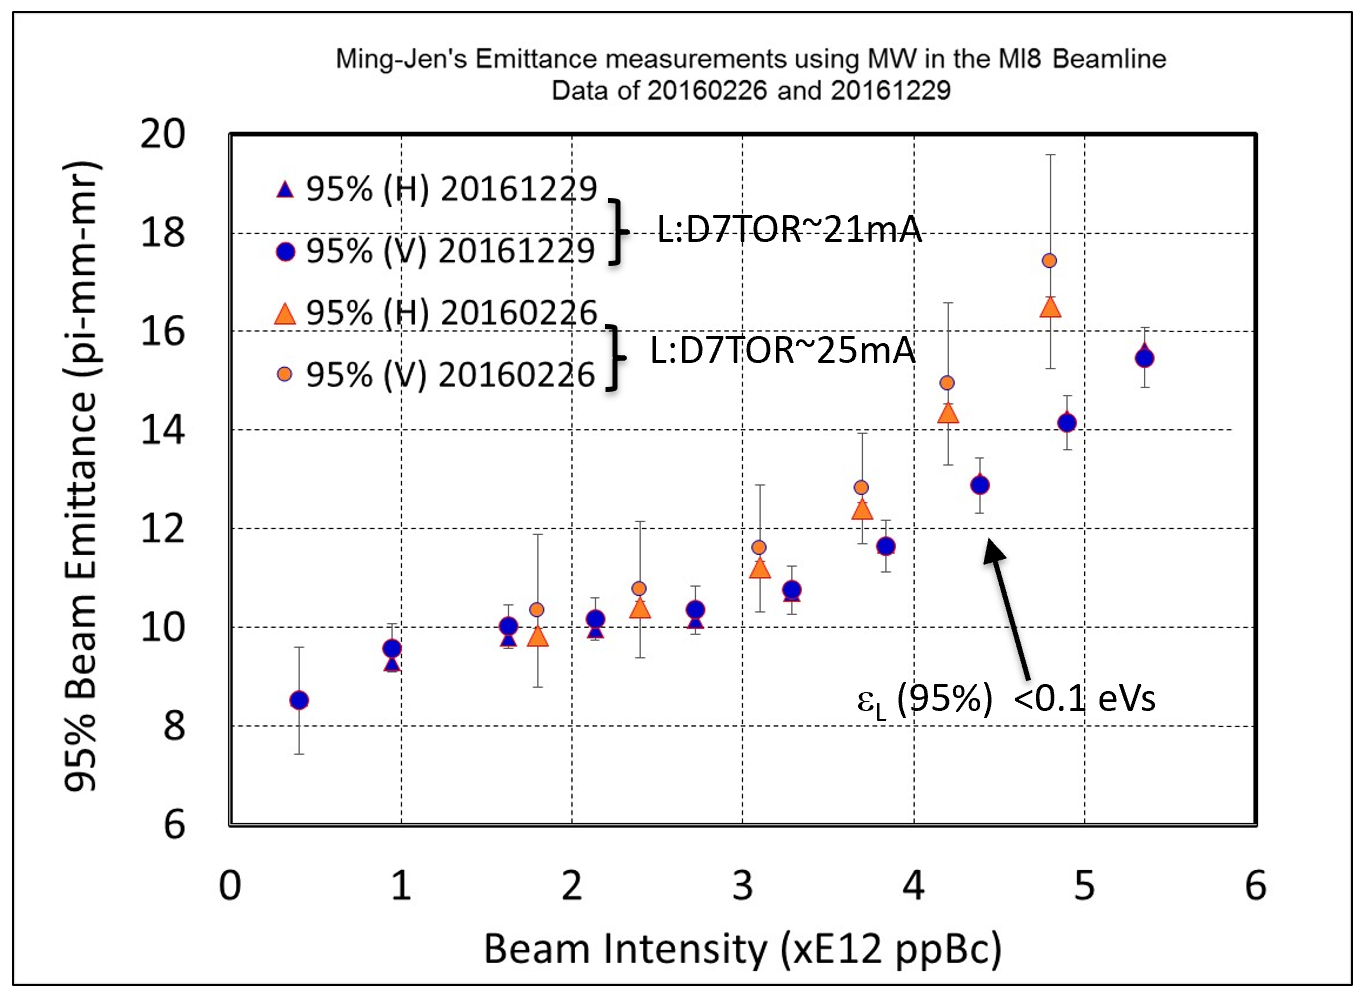 Ming-Jen's Emittance measurements using MW in the MI8 Beamline
Data of 20160226 and 20161229
95% Beam Emittance (pi-mm-mr)
20
18
16
14
12
10
8
6
95% (H) 20161229
95% (V) 20161229
L:D7TOR~21mA
95% (H) 20160226
95% (V) 20160226
L:D7TOR~25mA
εL (95%) <0.1 eVs
0 1 2 3 4 5 6
Beam Intensity (xE12 ppBc)